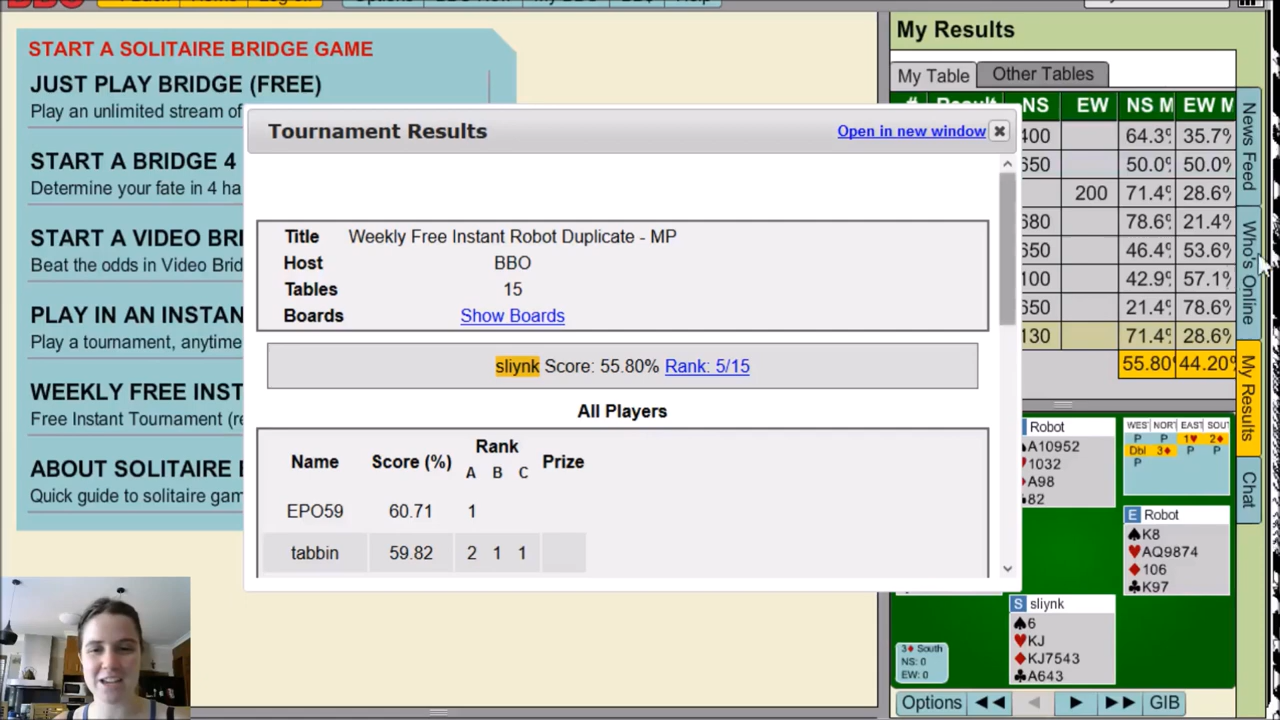 START A SOLITAIRE BRIDGE GAME
JUST PLAY BRIDGE (FREE)
Play an unlimited stream of
START A BRIDGE 4
Determine your fate in 4 ha
START A VIDEO BRI
Beat the odds in Video Brid
PLAY IN AN INSTAN
Play a tournament, anytime
WEEKLY FREE INST
Free Instant Tournament (re
ABOUT SOLITAIRE B
Quick guide to solitaire gam
Tournament Results
Open in new window
Title Weekly Free Instant Robot Duplicate - MP
Host BBO
Tables 15
Boards Show Boards
sliynk Score: 55.80% Rank: 5/15
All Players
Rank
Name Score (%) A B C Prize
EPO59 60.71 1
tabbin 59.82 2 1 1
My Results
My Table Other Tables
# Result NS EW NS M EW M
400 64.3% 35.7%
650 50.0% 50.0%
200 71.4% 28.6%
680 78.6% 21.4%
650 46.4% 53.6%
100 42.9% 57.1%
650 21.4% 78.6%
130 71.4% 28.6%
55.80% 44.20%
News Feed
Who's Online
My Results
Chat
Robot
♠A10952
♥1032
♦A98
♣82
WES NOR EAST SOU
P P 1♥ 2♦
Dbl 3♦ P P
P
E Robot
♠K8
♥AQ9874
♦106
♣K97
S sliynk
♠6
♥KJ
♦KJ7543
♣A643
3♦ South
NS: 0
EW: 0
Options GIB